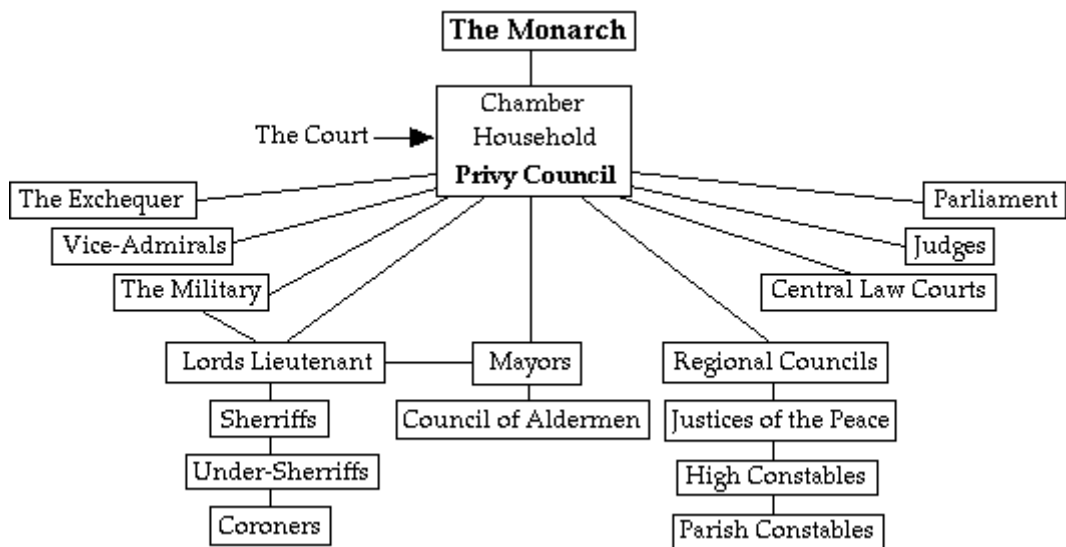 The Monarch
Chamber
Household
The Court
Privy Council
The Exchequer
Parliament
Vice-Admirals
Judges
The Military
Central Law Courts
Lords Lieutenant
Mayors
Regional Councils
Sherriffs
Council of Aldermen
Justices of the Peace
Under-Sherriffs
High Constables
Coroners
Parish Constables